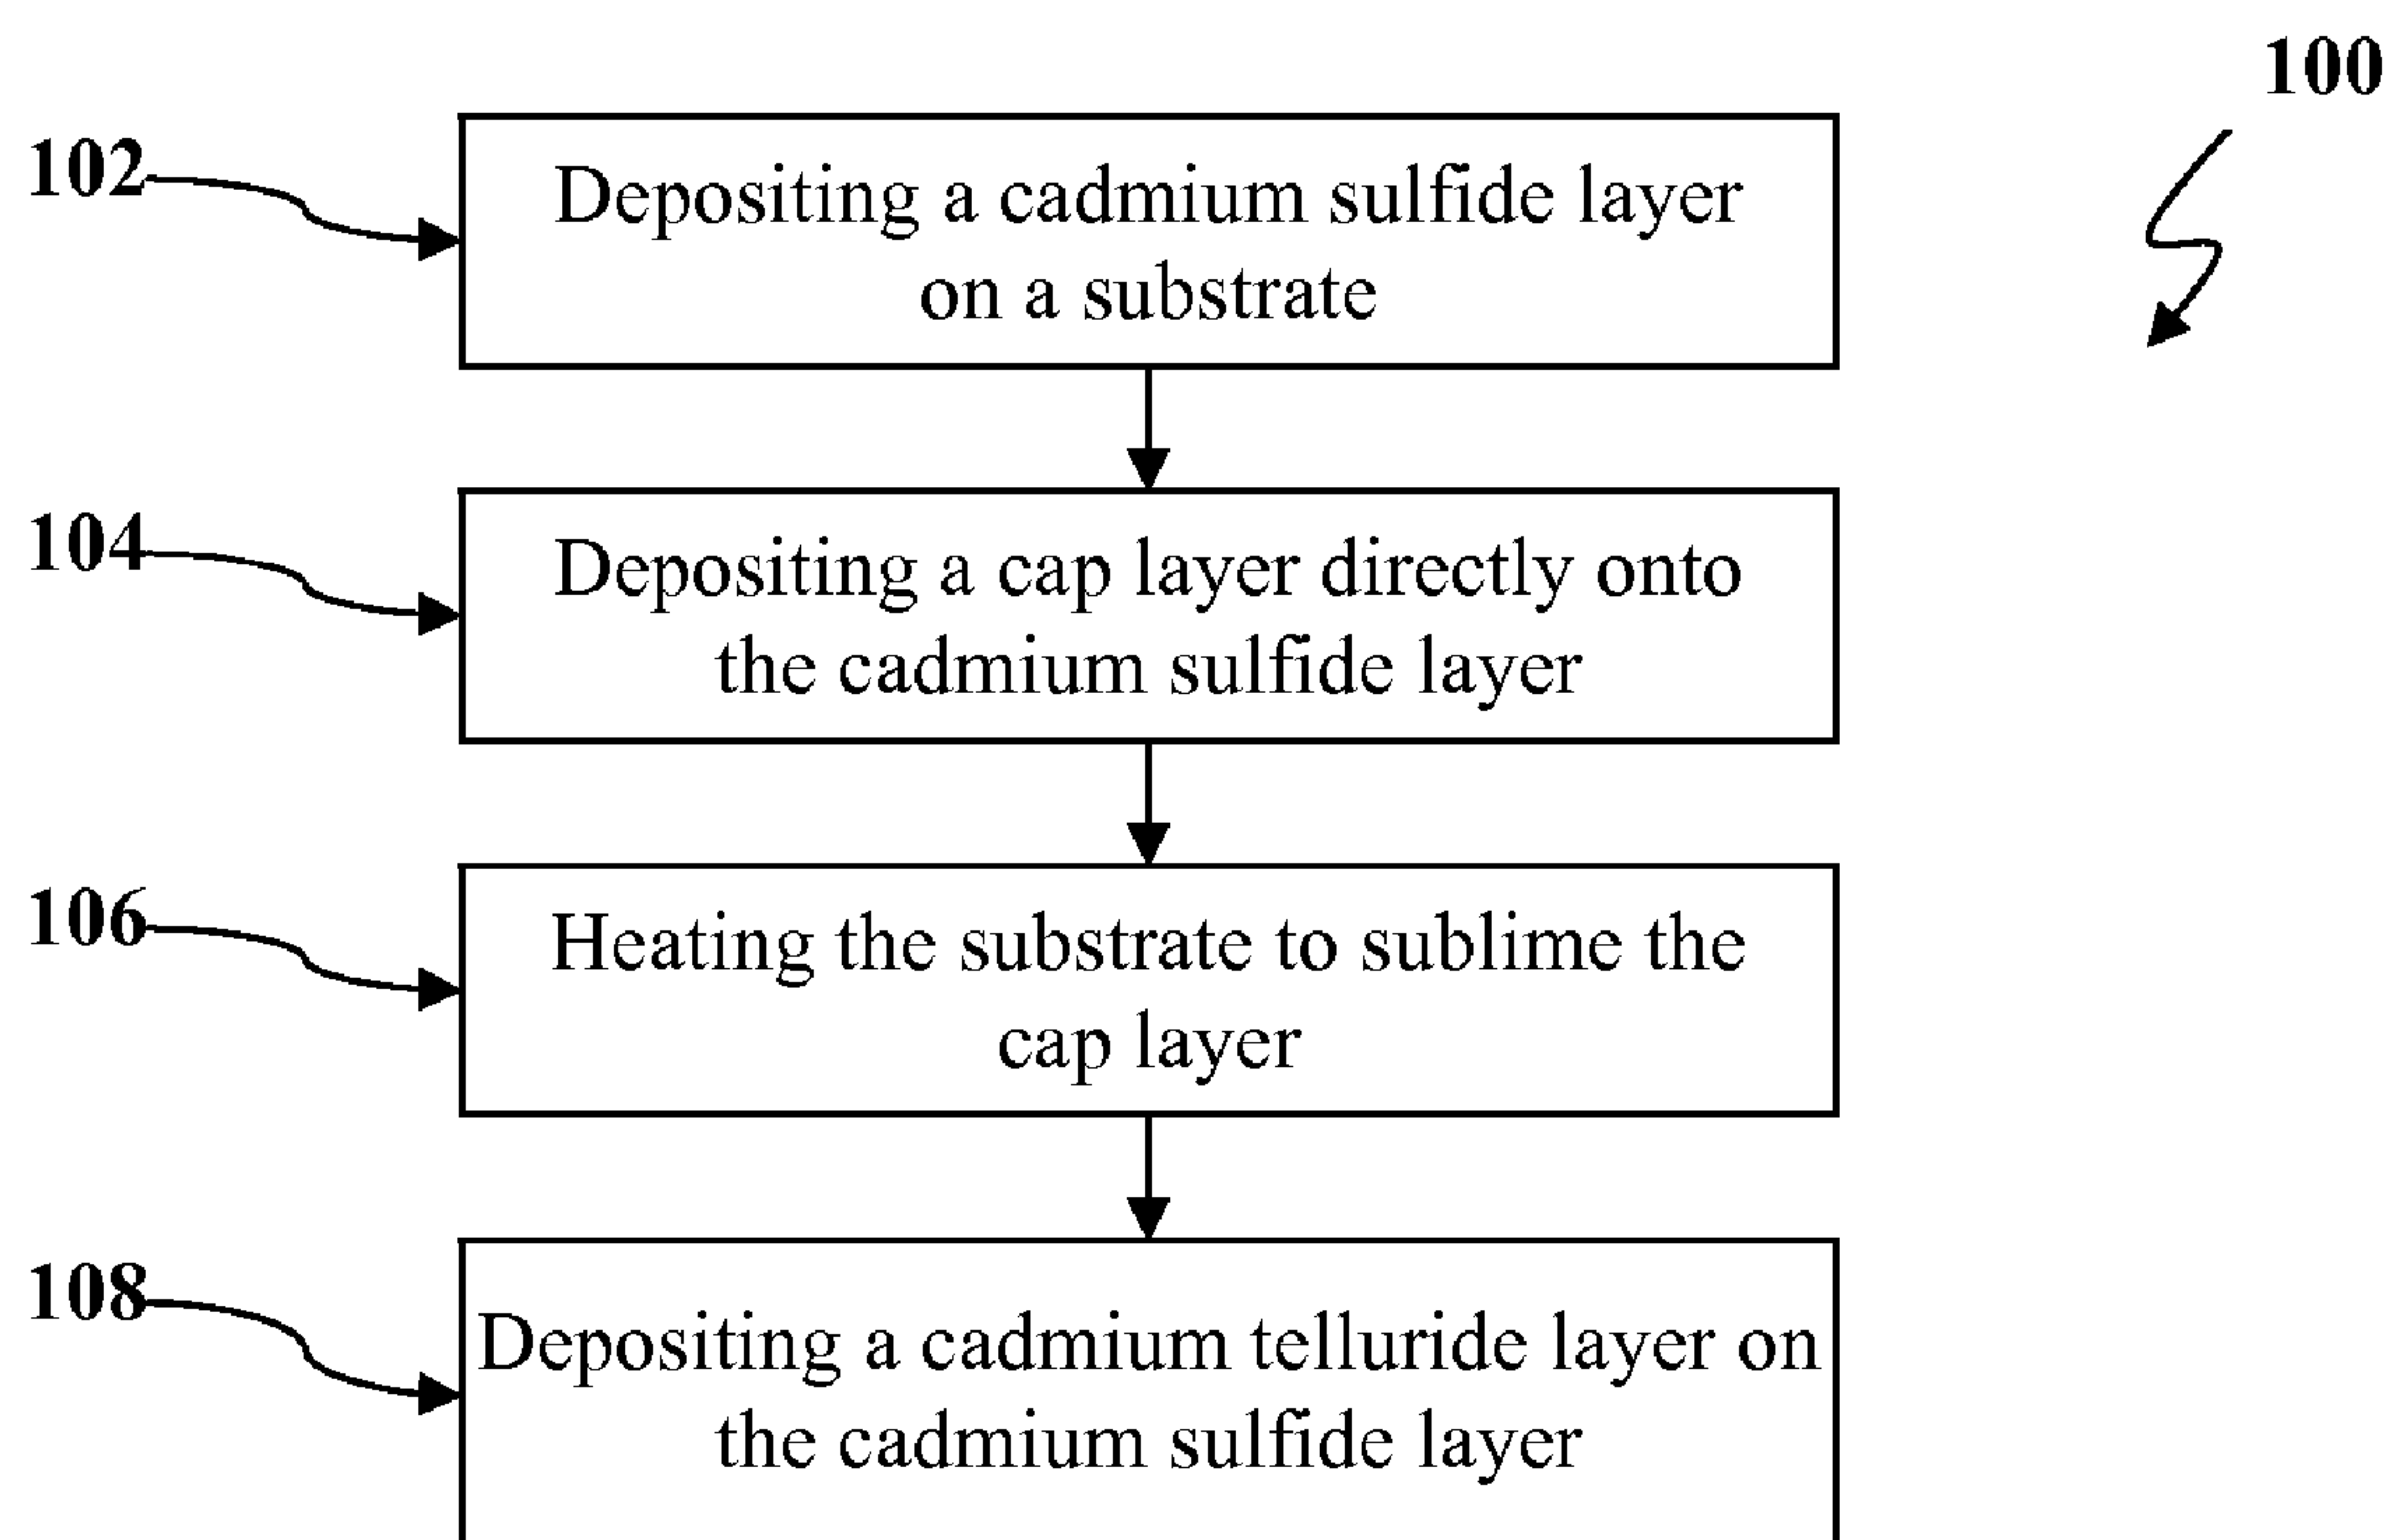 100
102
Depositing a cadmium sulfide layer
on a substrate
104
Depositing a cap layer directly onto
the cadmium sulfide layer
106
Heating the substrate to sublime the
cap layer
108
Depositing a cadmium telluride layer on
the cadmium sulfide layer